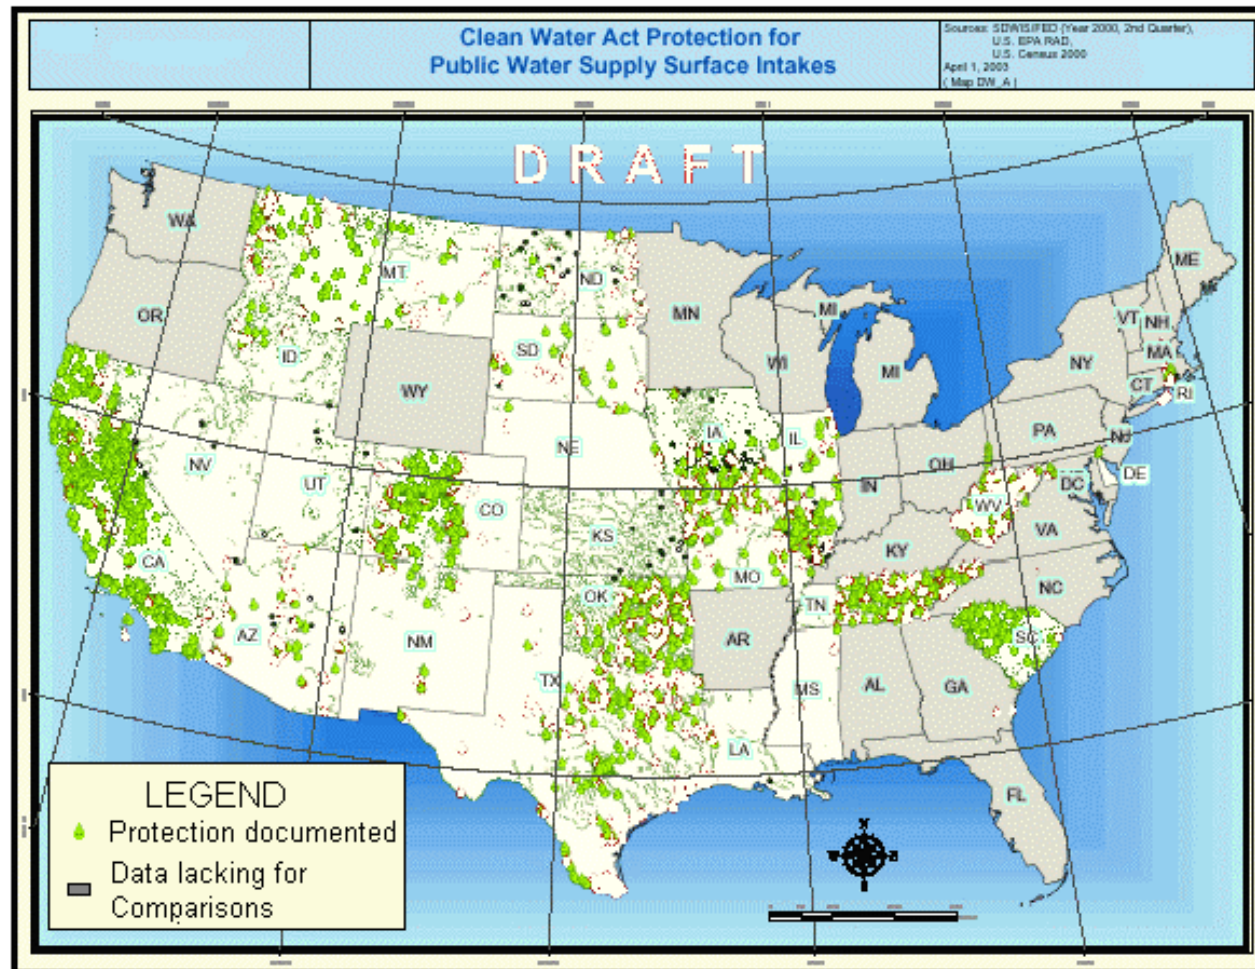 Clean Water Act Protection for
Public Water Supply Surface Intakes
Sources: SDWIS/FED (Year 2000, 2nd Quarter),
U.S. EPA RAD,
U.S. Census 2000
April 1, 2003
( Map DW_A )
DRAFT
WA
MT
ND
MN
ME
OR
ID
SD
WI
MI
MI
VT
NH
NY
MA
WY
CT
RI
NE
IA
IL
PA
NJ
NV
UT
CO
OH
IN
DE
DC
WV
KS
VA
CA
MO
KY
OK
TN
NC
AZ
NM
AR
SC
TX
MS
AL
GA
LA
FL
LEGEND
Protection documented
Data lacking for
Comparisons